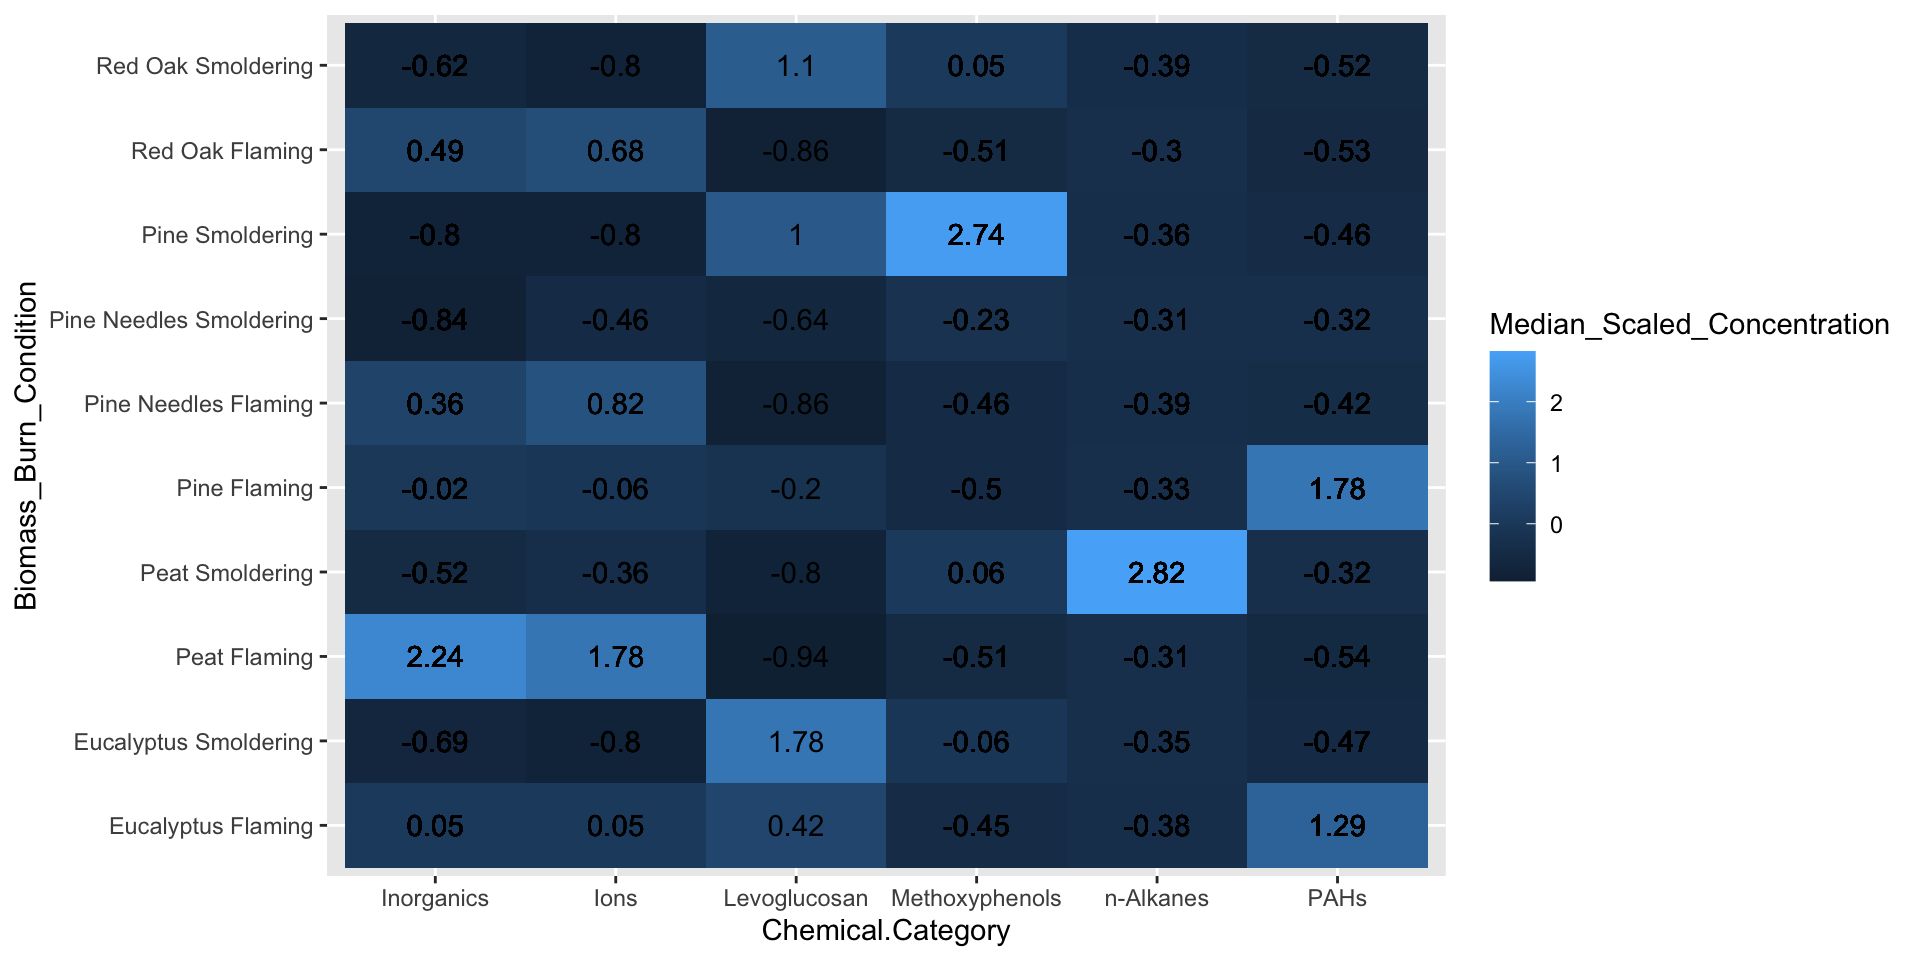 Red Oak Smoldering -0.62 -0.8 1.1 0.05 -0.39 -0.52
Red Oak Flaming 0.49 0.68 -0.86 -0.51 -0.3 -0.53
Pine Smoldering -0.8 -0.8 1 2.74 -0.36 -0.46
Pine Needles Smoldering -0.84 -0.46 -0.64 -0.23 -0.31 -0.32
Pine Needles Flaming 0.36 0.82 -0.86 -0.46 -0.39 -0.42
Pine Flaming -0.02 -0.06 -0.2 -0.5 -0.33 1.78
Peat Smoldering -0.52 -0.36 -0.8 0.06 2.82 -0.32
Peat Flaming 2.24 1.78 -0.94 -0.51 -0.31 -0.54
Eucalyptus Smoldering -0.69 -0.8 1.78 -0.06 -0.35 -0.47
Eucalyptus Flaming 0.05 0.05 0.42 -0.45 -0.38 1.29
Inorganics Ions Levoglucosan Methoxyphenols n-Alkanes PAHs
Chemical.Category
Biomass_Burn_Condition
Median_Scaled_Concentration
2
1
0